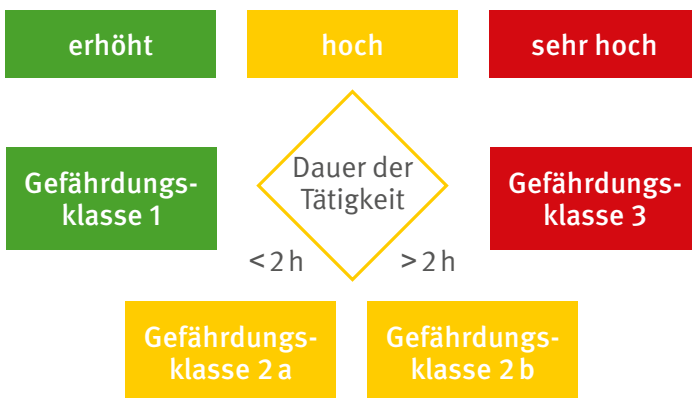 erhöht
hoch
sehr hoch
Gefährdungs-
klasse 1
Dauer der
Tätigkeit
Gefährdungs-
klasse 3
< 2 h
> 2 h
Gefährdungs-
klasse 2 a
Gefährdungs-
klasse 2 b